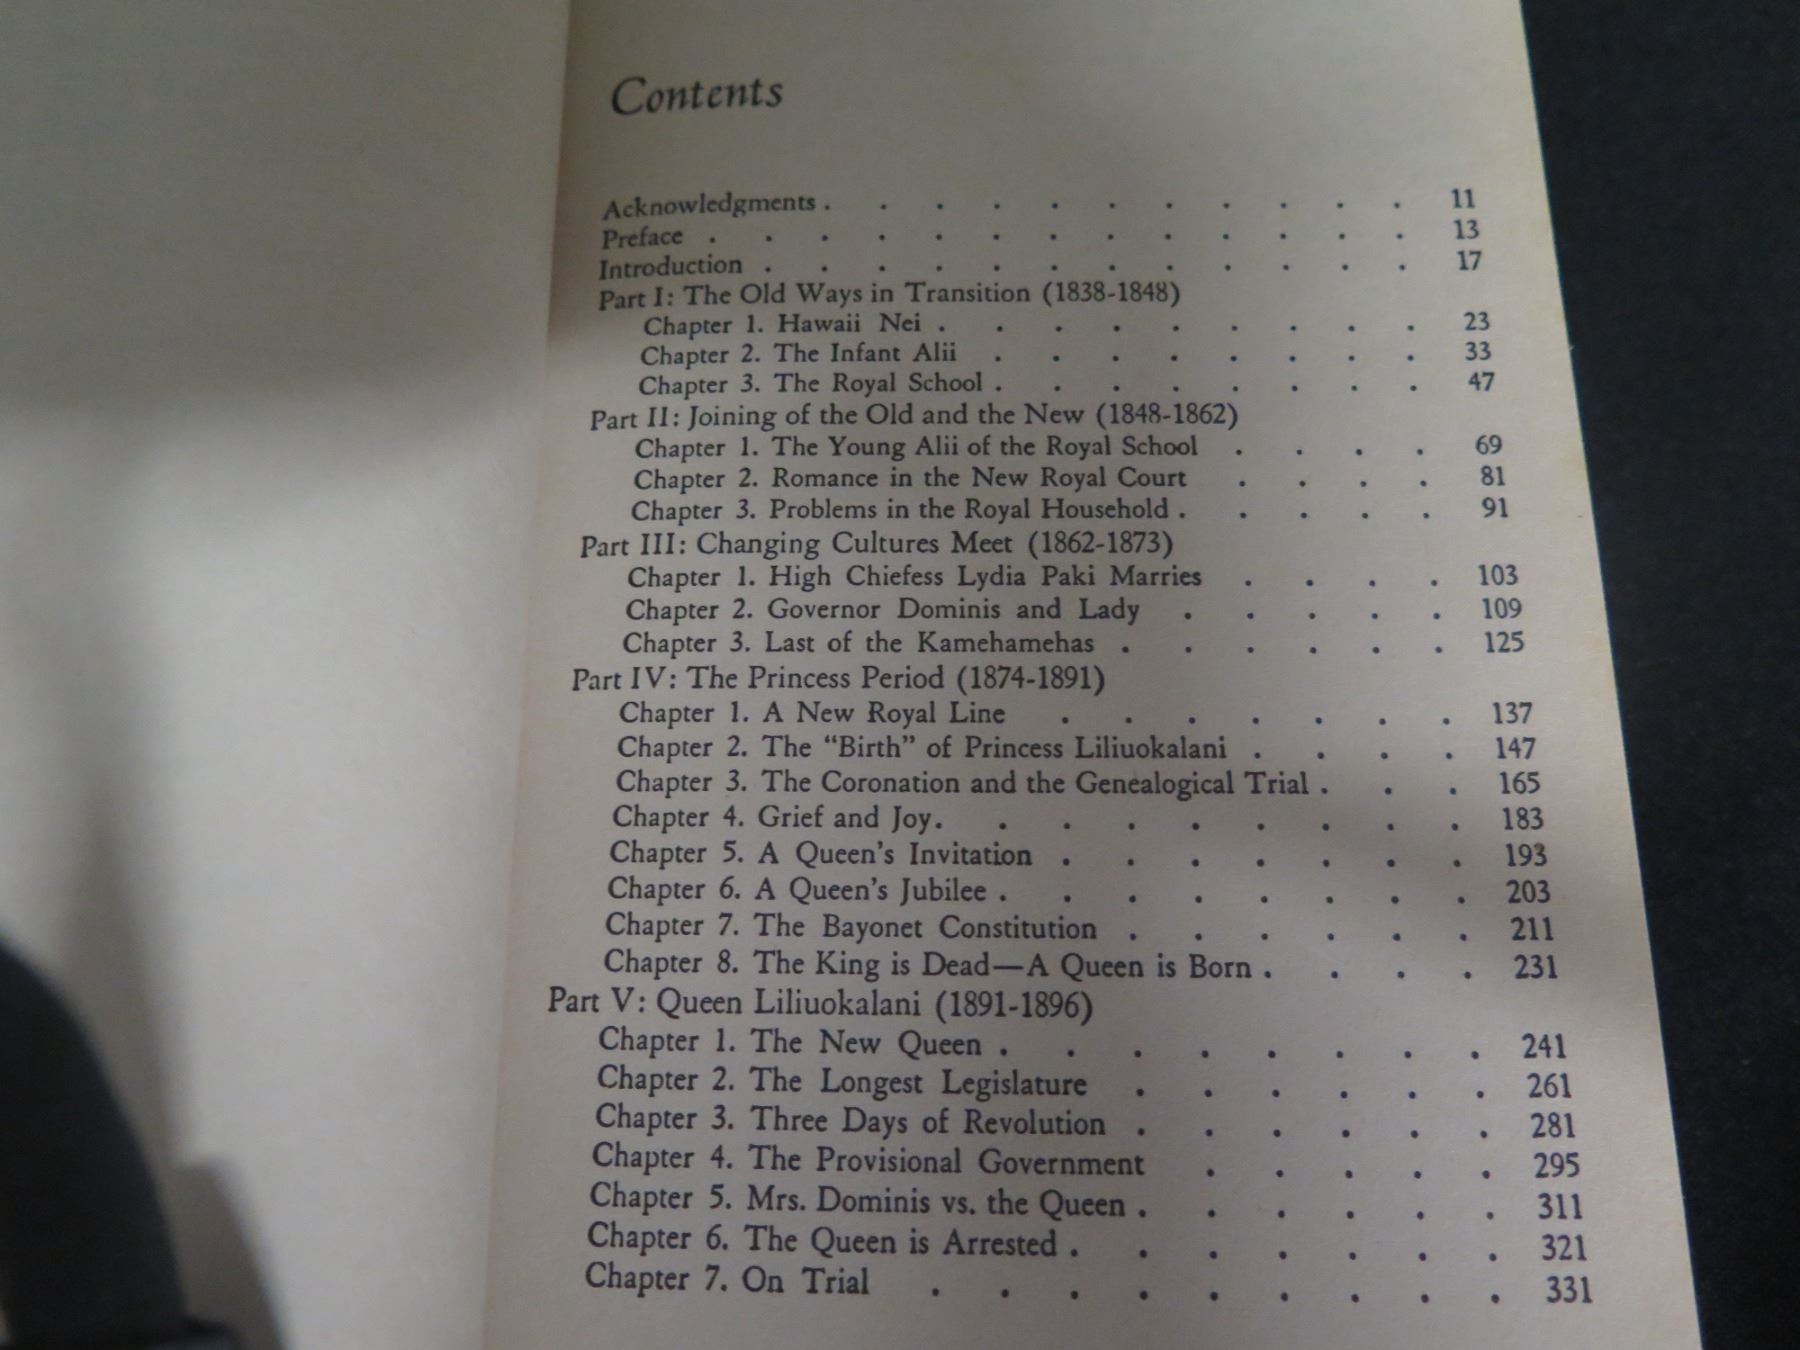 Contents
Acknowledgments . . . . . . . . . . . 11
Preface . . . . . . . . . . . . . 13
Introduction . . . . . . . . . . . . 17
Part I: The Old Ways in Transition (1838-1848)
Chapter 1. Hawaii Nei . . . . . . . . . 23
Chapter 2. The Infant Alii . . . . . . . . 33
Chapter 3. The Royal School . . . . . . . . 47
Part II: Joining of the Old and the New (1848-1862)
Chapter 1. The Young Alii of the Royal School . . . . 69
Chapter 2. Romance in the New Royal Court . . . . 81
Chapter 3. Problems in the Royal Household . . . . . 91
Part III: Changing Cultures Meet (1862-1873)
Chapter 1. High Chiefess Lydia Paki Marries . . . . 103
Chapter 2. Governor Dominis and Lady . . . . . 109
Chapter 3. Last of the Kamehamehas . . . . . . 125
Part IV: The Princess Period (1874-1891)
Chapter 1. A New Royal Line . . . . . . . 137
Chapter 2. The “Birth” of Princess Liliuokalani . . . . 147
Chapter 3. The Coronation and the Genealogical Trial . . . 165
Chapter 4. Grief and Joy. . . . . . . . . 183
Chapter 5. A Queen’s Invitation . . . . . . . 193
Chapter 6. A Queen’s Jubilee . . . . . . . . 203
Chapter 7. The Bayonet Constitution . . . . . . 211
Chapter 8. The King is Dead—A Queen is Born . . . . 231
Part V: Queen Liliuokalani (1891-1896)
Chapter 1. The New Queen . . . . . . . . 241
Chapter 2. The Longest Legislature . . . . . . 261
Chapter 3. Three Days of Revolution . . . . . . 281
Chapter 4. The Provisional Government . . . . . 295
Chapter 5. Mrs. Dominis vs. the Queen . . . . . . 311
Chapter 6. The Queen is Arrested . . . . . . . 321
Chapter 7. On Trial . . . . . . . . . 331